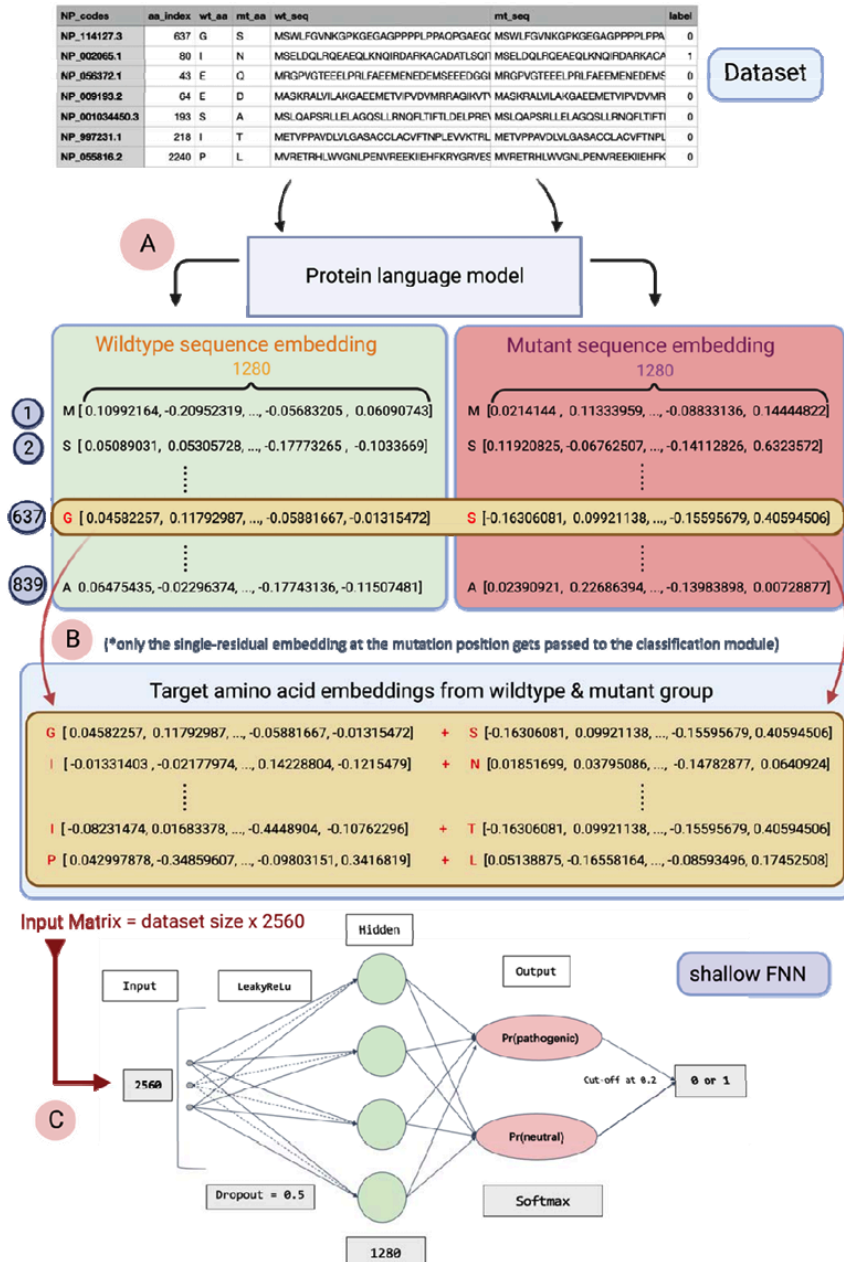 NP_codes aa_index wt_aa mt_aa wt_seq mt_seq label
NP_114127.3 637 G S MSWLFGVNKGPKGEGAGPPPPLPPAQPGAEGC MSWLFGVNKGPKGEGAGPPPPLPPA 0
NP_002065.1 80 I N MSELDQLRQEAEQLKNQIRDARKACADATLSQIT MSELDQLRQEAEQLKNQIRDARKACA 1
NP_056372.1 43 E Q MRGPVGTEEELPRLFAEEMENEDEMSEEEDGGL MRGPVGTEEELPRLFAEEMENEDEMS 0
NP_009193.2 64 E D MASKRALVILAKGAEEMETVIPVDVMRRAGIKVTV MASKRALVILAKGAEEMETVIPVDVMR 0
NP_001034450.3 193 S A MSLQAPSRLLELAGQSLLRNQFLTIFTLDELPREV MSLQAPSRLLELAGQSLLRNQFLTIFTI 0
NP_997231.1 218 I T METVPPAVDLVLGASACCLACVFTNPLEVVKTRL METVPPAVDLVLGASACCLACVFTNPL 0
NP_055816.2 2240 P L MVRETRHLWVGNLPENVREEKIIEHFKRYGRVES MVRETRHLWVGNLPENVREEKIIEHFK 0
Dataset
A
Protein language model
Wildtype sequence embedding Mutant sequence embedding
1280 1280
1 M [ 0.10992164, -0.20952319, ..., -0.05683205 , 0.06090743] M [0.0214144 , 0.11333959, ..., -0.08833136, 0.14444822]
2 S [ 0.05089031, 0.05305728, ...,-0.17773265, -0.1033669] S [0.11920825, -0.06762507, ..., -0.14112826, 0.6323572]
637 G [ 0.04582257, 0.11792987, ..., -0.05881667, -0.01315472] S [-0.16306081, 0.09921138, ..., -0.15595679, 0.40594506]
839 A 0.06475435, -0.02296374, ..., -0.17743136, -0.11507481] A [0.02390921, 0.22686394, ..., -0.13983898, 0.00728877]
B (*only the single-residual embedding at the mutation position gets passed to the classification module)
Target amino acid embeddings from wildtype & mutant group
G [ 0.04582257, 0.11792987, ..., -0.05881667, -0.01315472] + S [-0.16306081, 0.09921138, ..., -0.15595679, 0.40594506]
I [-0.01331403 , -0.02177974, ..., 0.14228804, -0.1215479] + N [0.01851699, 0.03795086, ..., -0.14782877, 0.0640924]
I [-0.08231474, 0.01683378, ..., -0.4448904, -0.10762296] + T [-0.16306081, 0.09921138, ..., -0.15595679, 0.40594506]
P [ 0.042997878, -0.34859607, ..., -0.09803151, 0.3416819] + L [0.05138875, -0.16558164, ..., -0.08593496, 0.17452508]
Input Matrix = dataset size x 2560
Hidden
shallow FNN
Input LeakyReLu Output
Pr(pathogenic)
2560 Cut-off at 0.2 0 or 1
C
Pr(neutral)
Dropout = 0.5 Softmax
1280